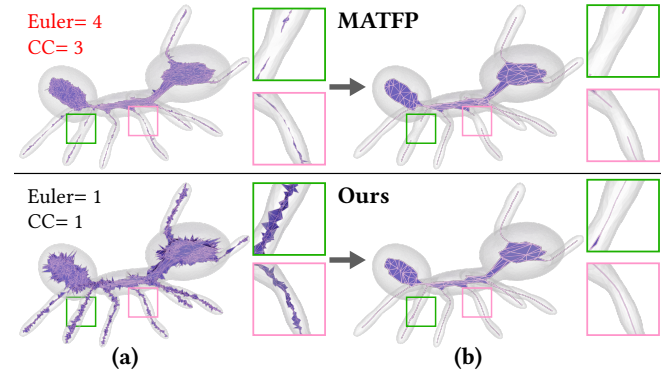 Euler= 4
CC= 3
MATFP
Euler= 1
CC= 1
Ours
(a)
(b)